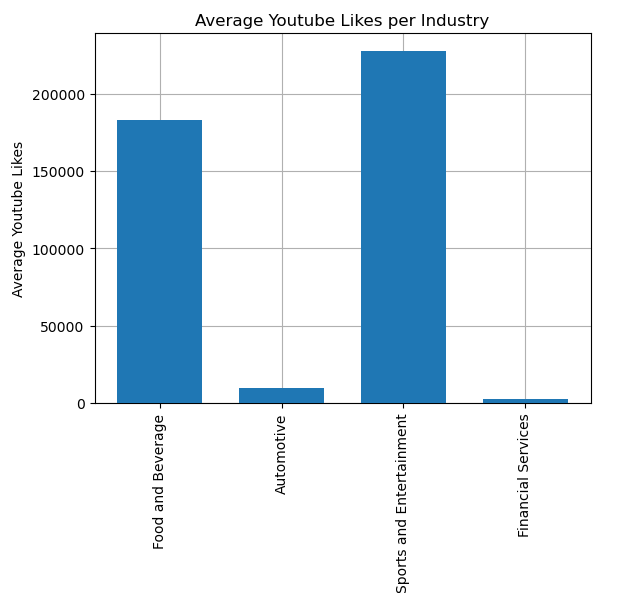 Average Youtube Likes per Industry
Average Youtube Likes
200000
150000
100000
50000
0
Food and Beverage
Automotive
Sports and Entertainment
Financial Services